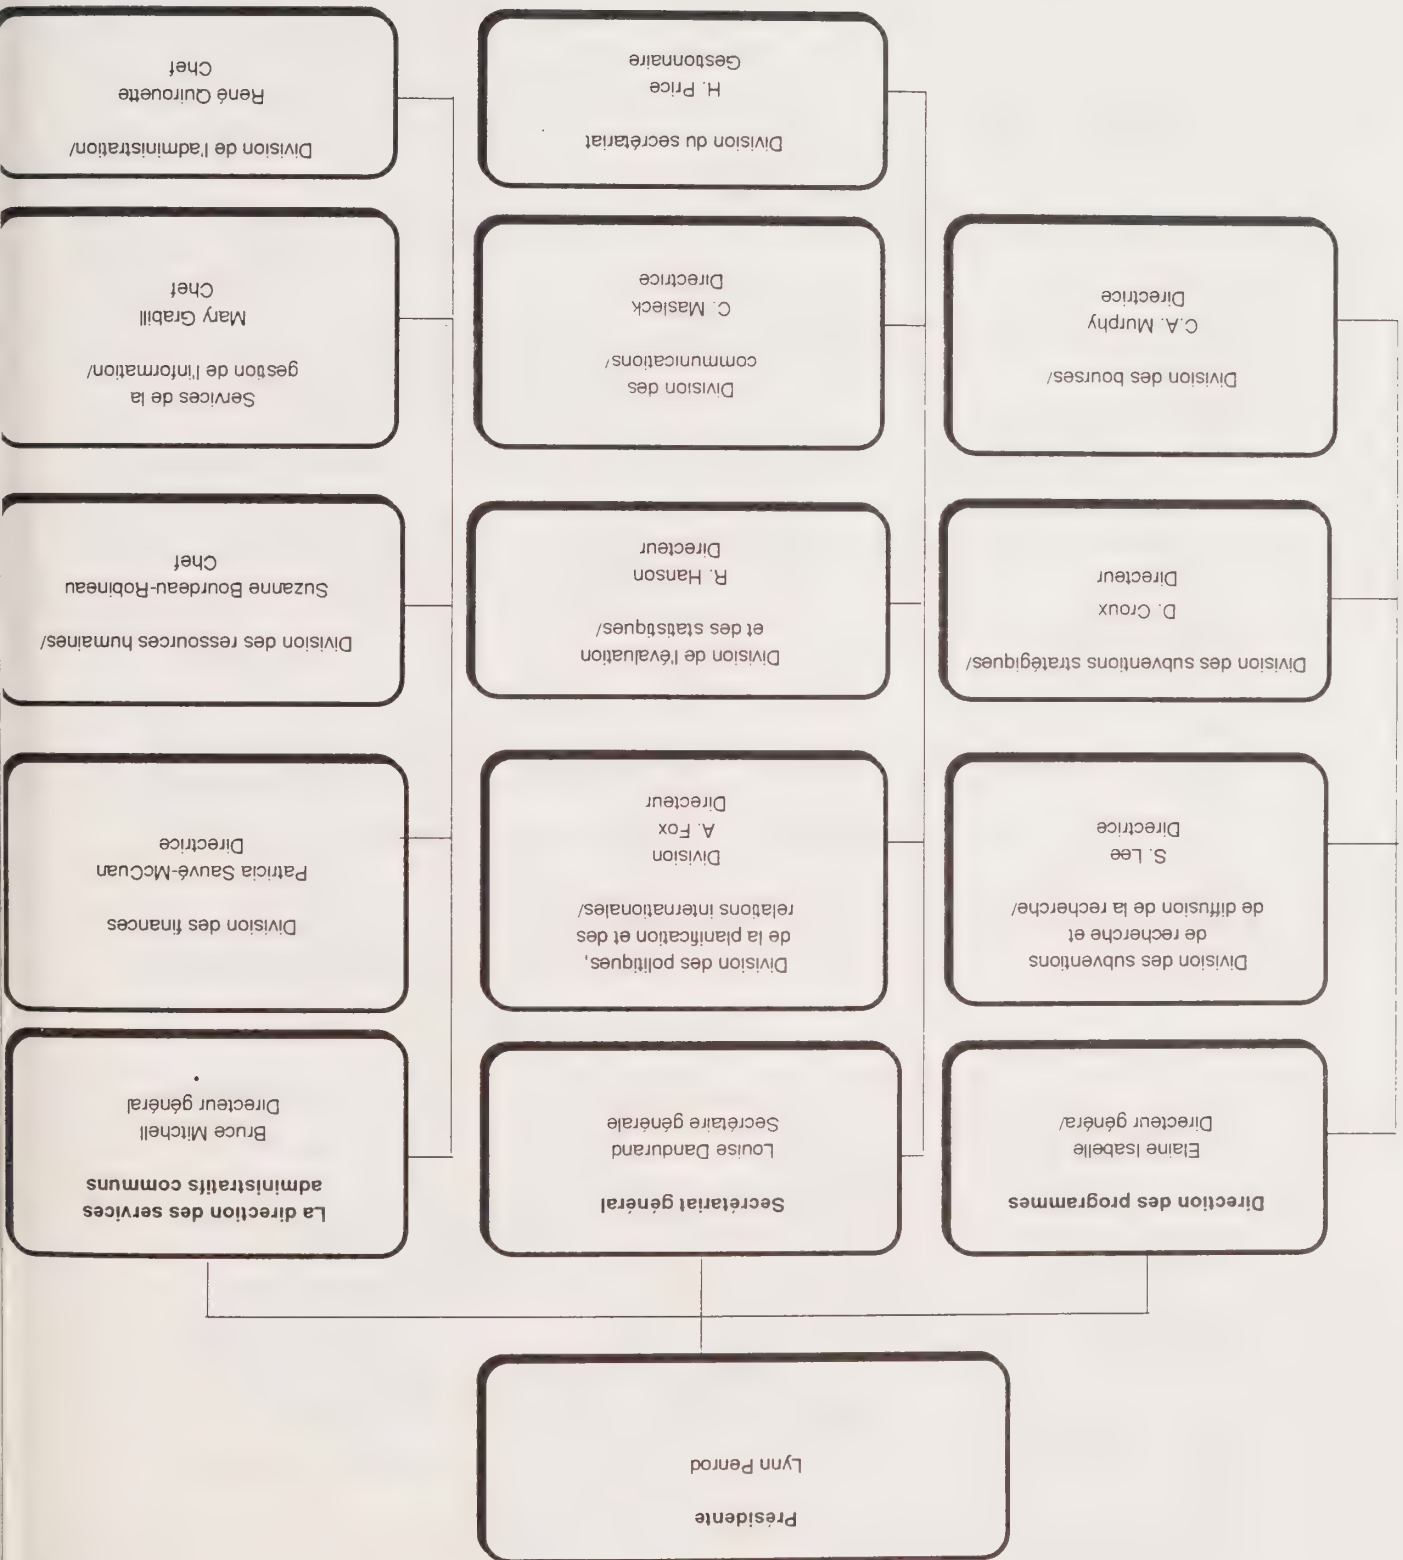 Présidente
Lynn Penrod
Direction des programmes
Elaine Isabelle
Directeur généra/
Secrétariat général
Louise Dandurand
Secrétaire générale
La direction des services
administratifs communs
Bruce Mitchell
Directeur général
Division des subventions
de recherche et
de diffusion de la recherche/
S. Lee
Directrice
Division des politiques,
de la planification et des
relations internationales/
Division
A. Fox
Directeur
Division des finances
Patricia Sauvé-McCuan
Directrice
Division des subventions stratégiques/
D. Croux
Directeur
Division de l'évaluation
et des statistiques/
R. Hanson
Directeur
Division des ressources humaines/
Suzanne Bourdeau-Robineau
Chef
Division des bourses/
C.A. Murphy
Directrice
Division des
communications/
C. Masieck
Directrice
Services de la
gestion de l'information/
Mary Grabill
Chef
Division du secrétariat
H. Price
Gestionnaire
Division de l'administration/
René Quirouette
Chef